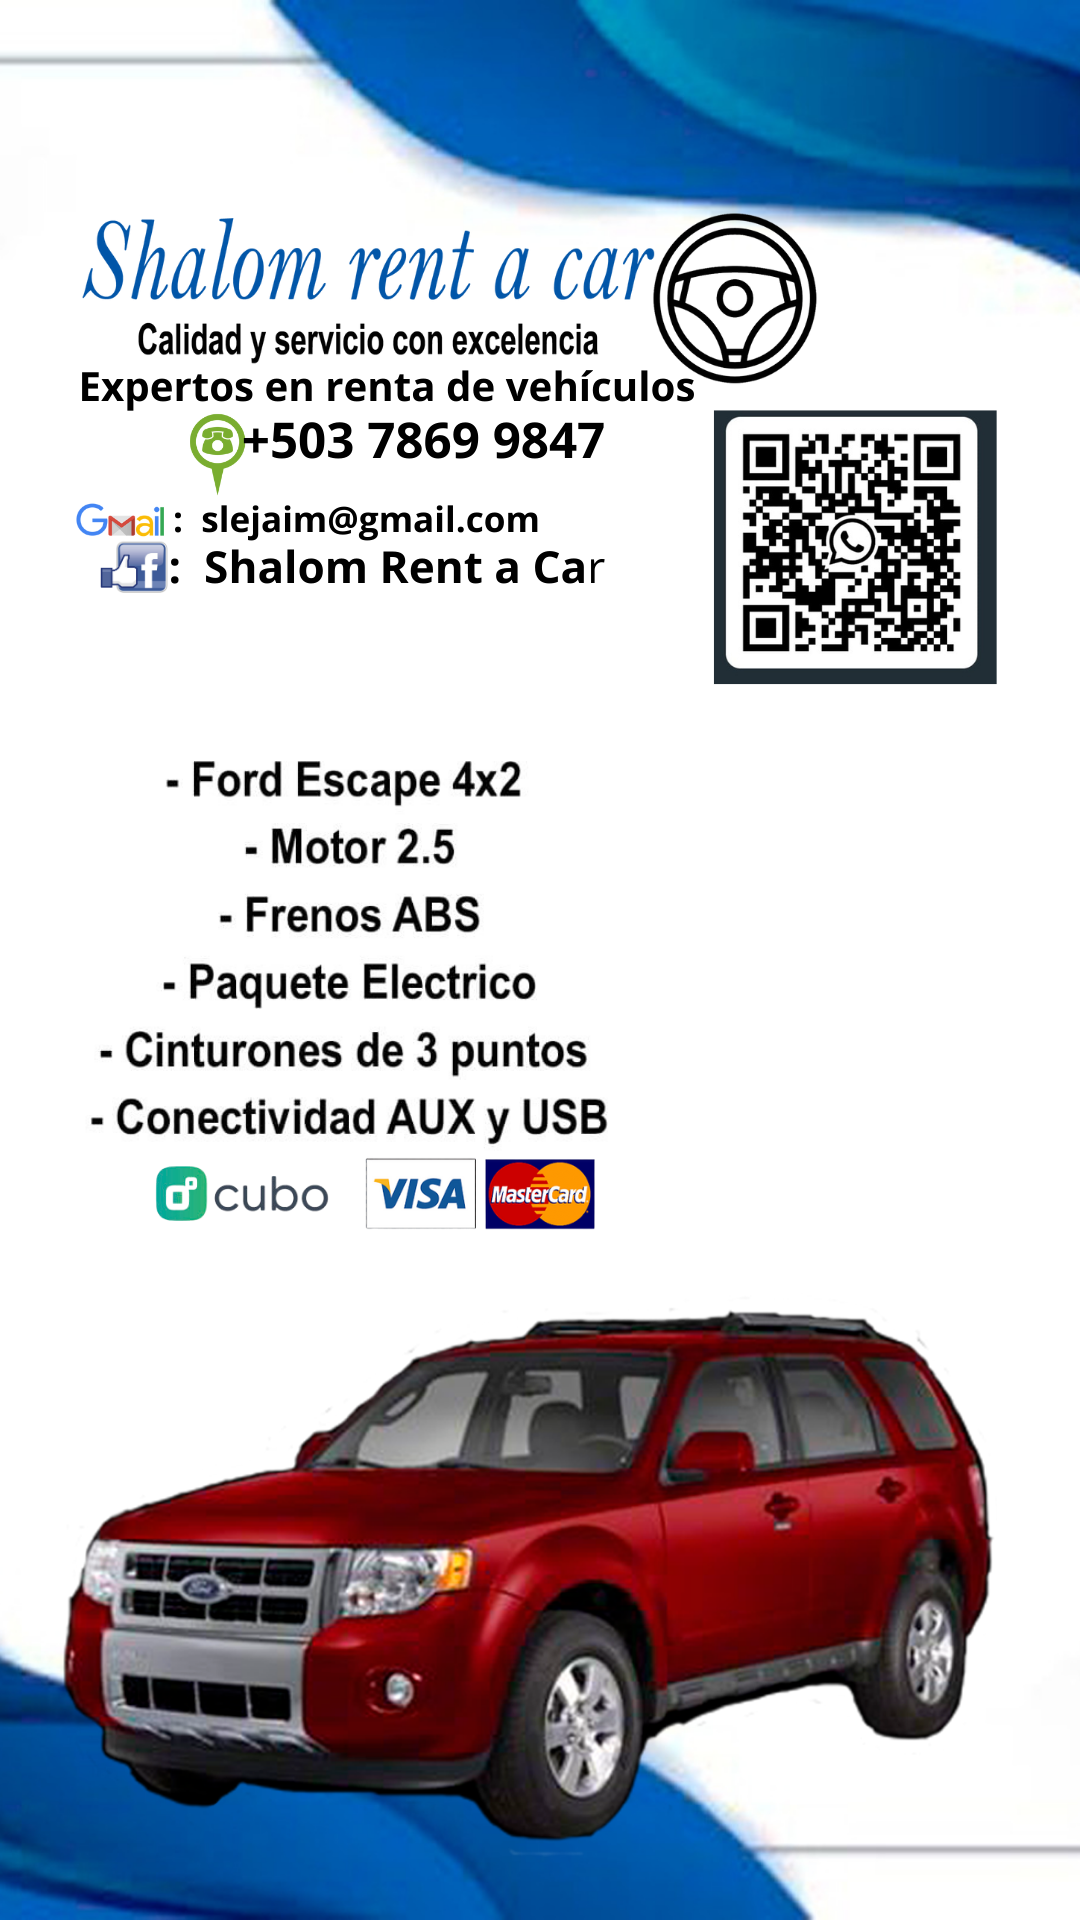 Shalom rent a car
Calidad y servicio con excelencia
Expertos en renta de vehículos
+503 7869 9847
Gmail : slejaim@gmail.com
f : Shalom Rent a Car
- Ford Escape 4x2
- Motor 2.5
- Frenos ABS
- Paquete Electrico
- Cinturones de 3 puntos
- Conectividad AUX y USB
cubo VISA MasterCard
Ford